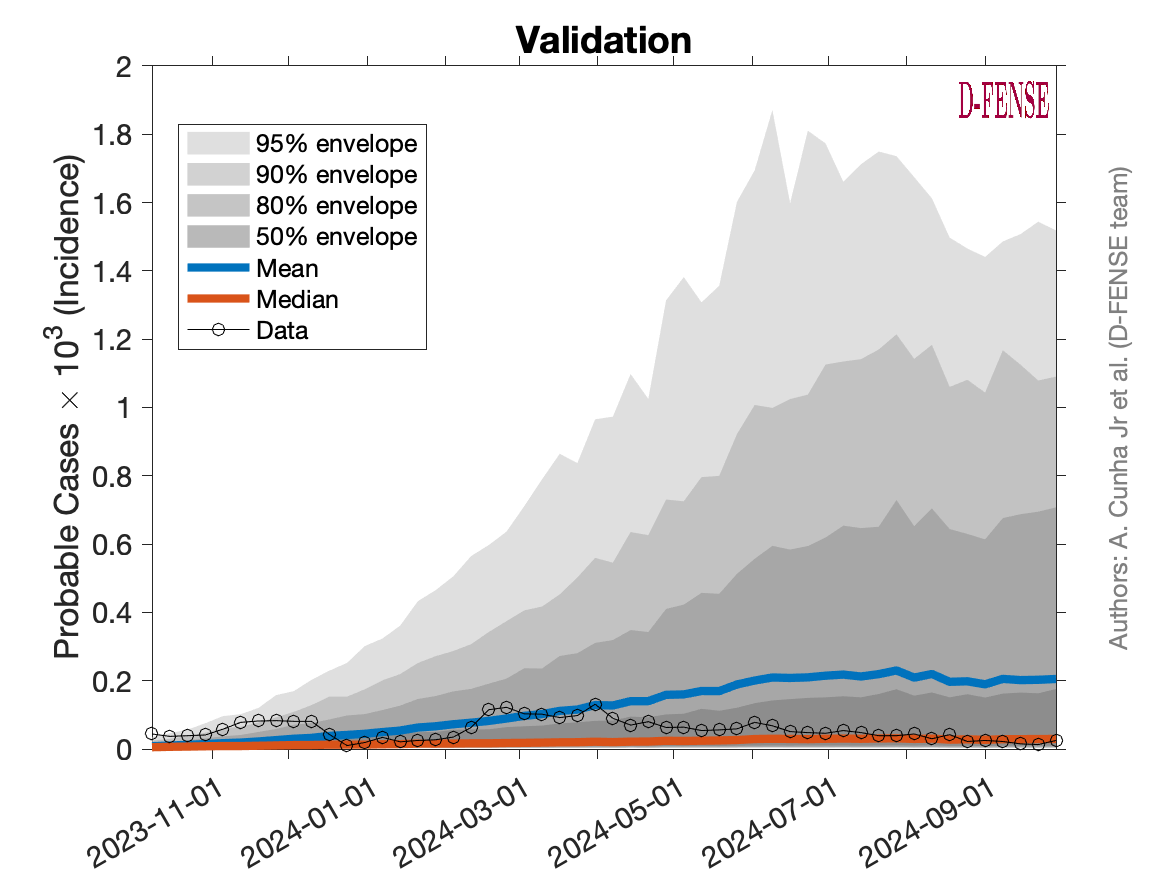 Validation
D-FENSE
95% envelope
90% envelope
80% envelope
50% envelope
Mean
Median
Data
Probable Cases × 10³ (Incidence)
2
1.8
1.6
1.4
1.2
1
0.8
0.6
0.4
0.2
0
2023-11-01
2024-01-01
2024-03-01
2024-05-01
2024-07-01
2024-09-01
Authors: A. Cunha Jr et al. (D-FENSE team)